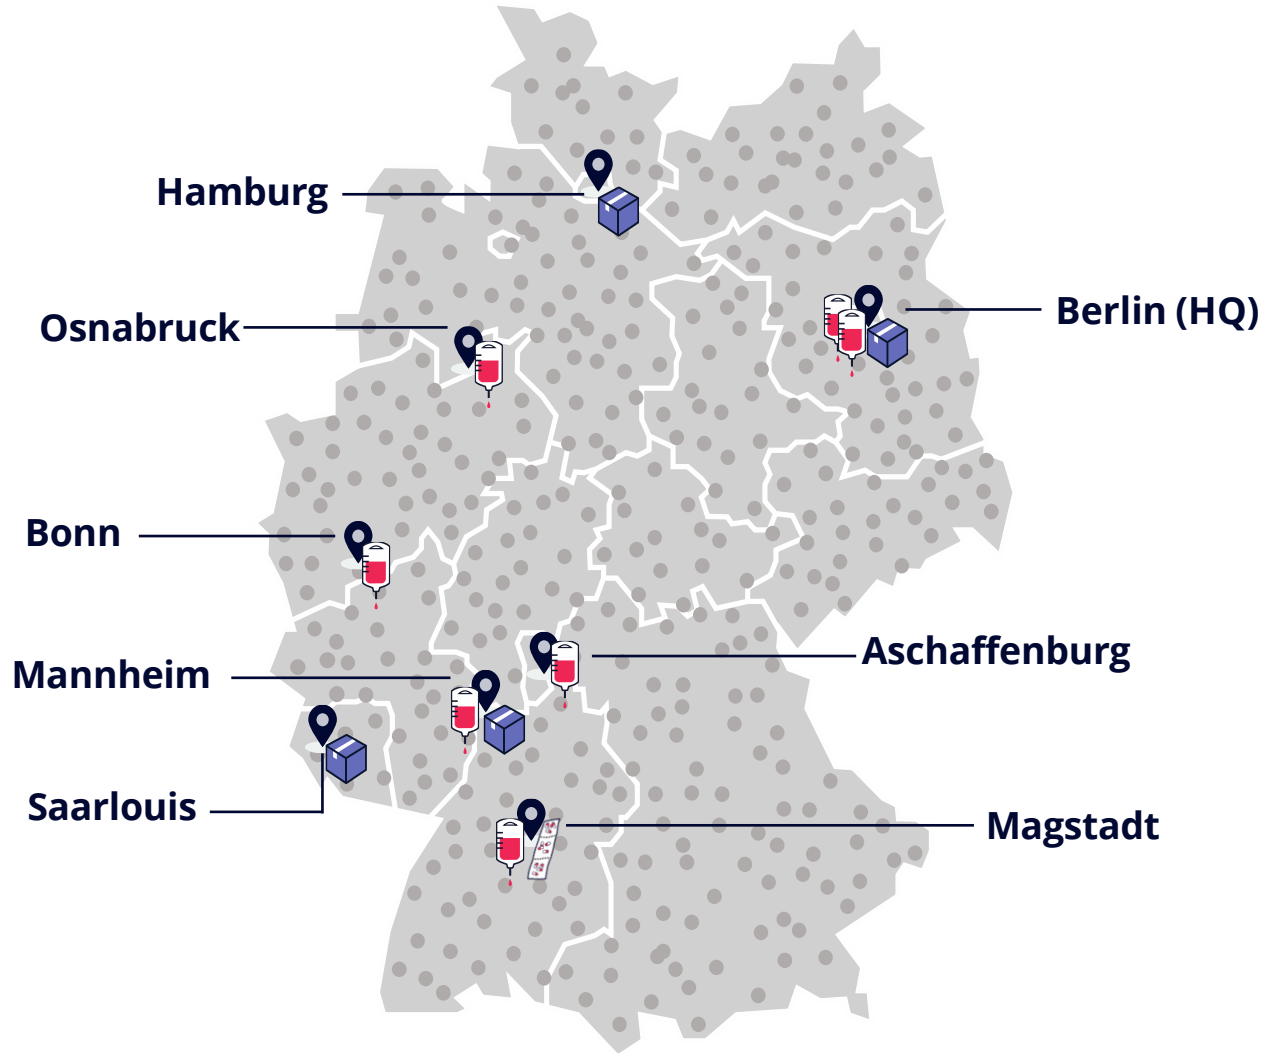 Hamburg
Osnabruck
Berlin (HQ)
Bonn
Aschaffenburg
Mannheim
Saarlouis
Magstadt